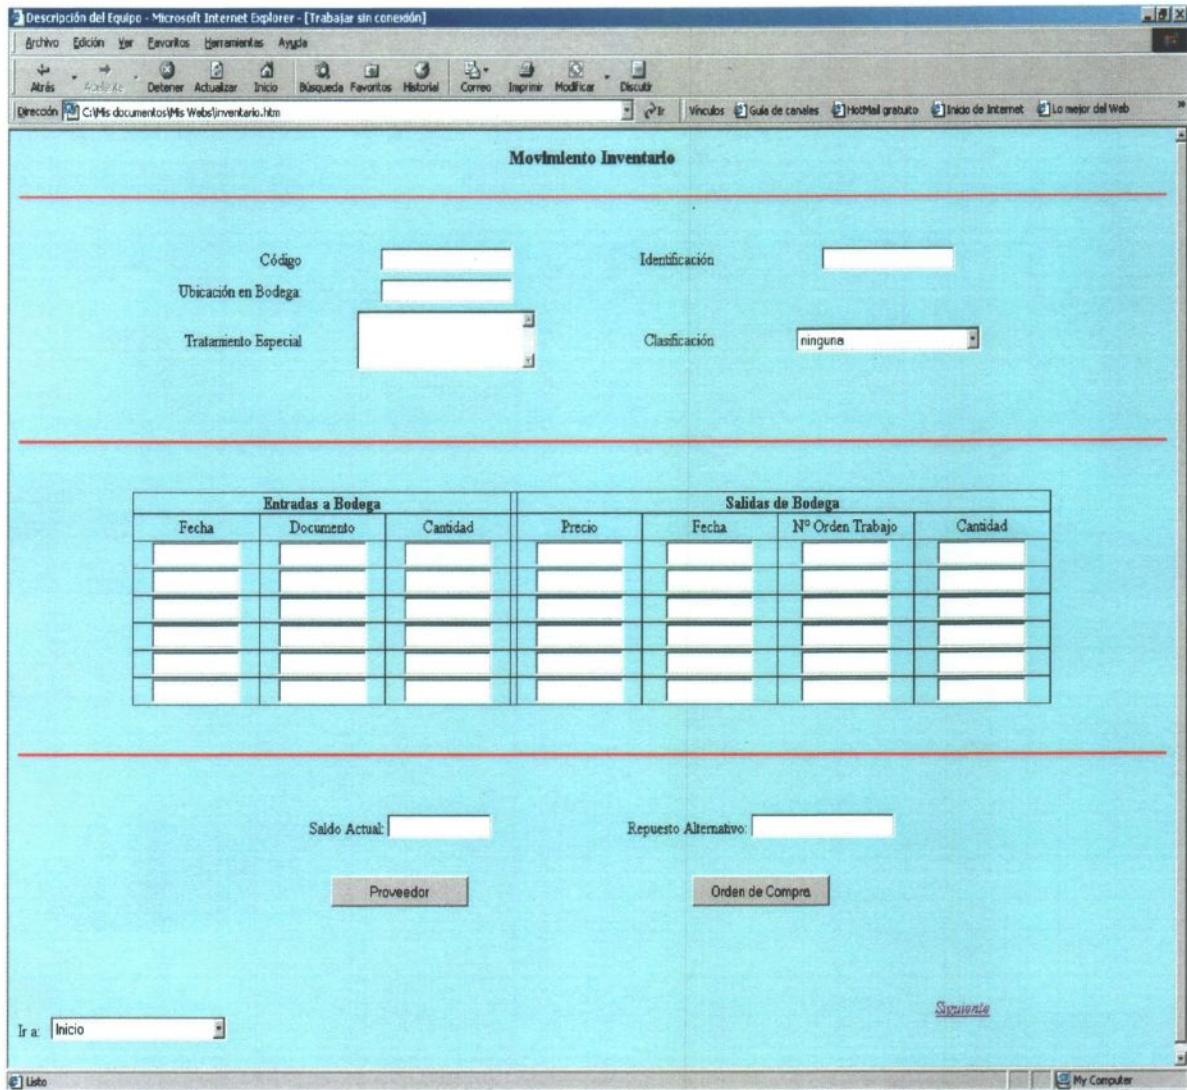 Descripción del Equipo - Microsoft Internet Explorer - [Trabajar sin conexión]
Archivo Edición Ver Favoritos Herramientas Ayuda
Atrás Adelante Detener Actualizar Inicio Búsqueda Favoritos Historial Correo Imprimir Modificar Discutir
Dirección C:\Mis documentos\Mis Webs\inventario.htm Ir Vínculos Guía de canales HotMail gratuito Inicio de Internet Lo mejor del Web »
Movimiento Inventario
Código Identificación
Ubicación en Bodega:
Tratamiento Especial Clasificación ninguna
Entradas a Bodega Salidas de Bodega
Fecha Documento Cantidad Precio Fecha Nº Orden Trabajo Cantidad
Saldo Actual: Repuesto Alternativo:
Proveedor Orden de Compra
Siguiente
Ir a: Inicio
Listo My Computer